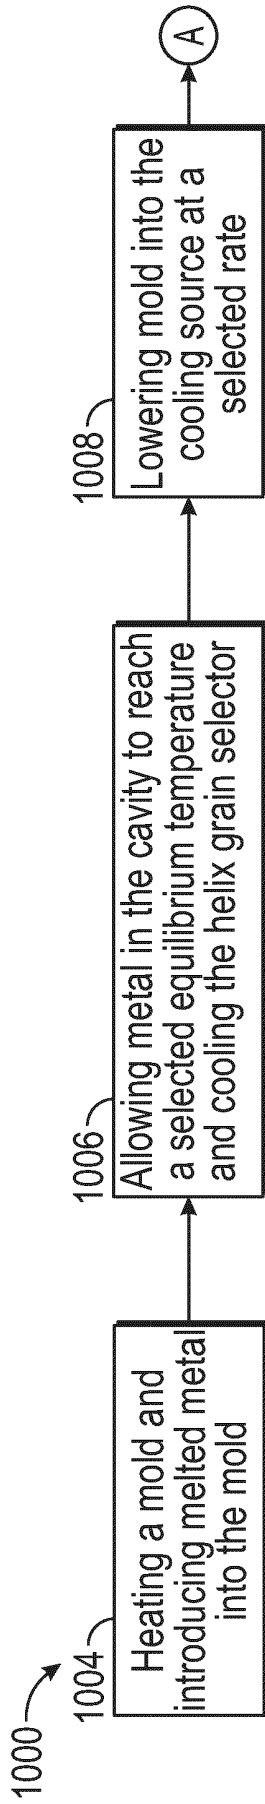 1000
1004
Heating a mold and
introducing melted metal
into the mold
1006
Allowing metal in the cavity to reach
a selected equilibrium temperature
and cooling the helix grain selector
1008
Lowering mold into the
cooling source at a
selected rate
A